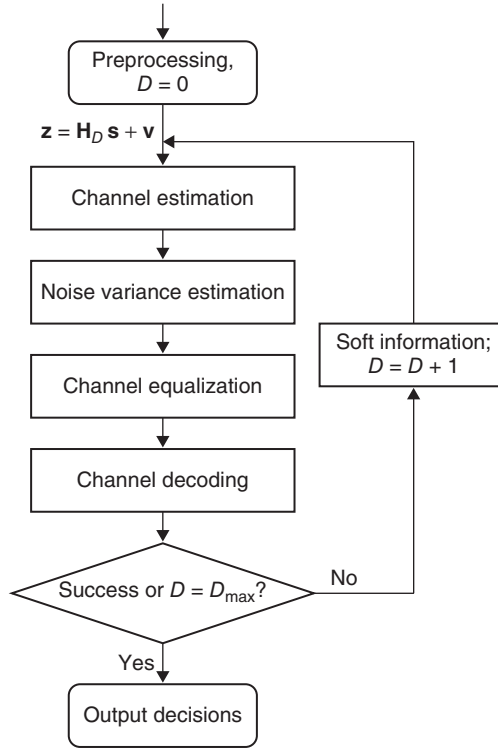 Preprocessing,
D = 0
z = H_D s + v
Channel estimation
Noise variance estimation
Soft information;
D = D + 1
Channel equalization
Channel decoding
Success or D = D_max?
No
Yes
Output decisions